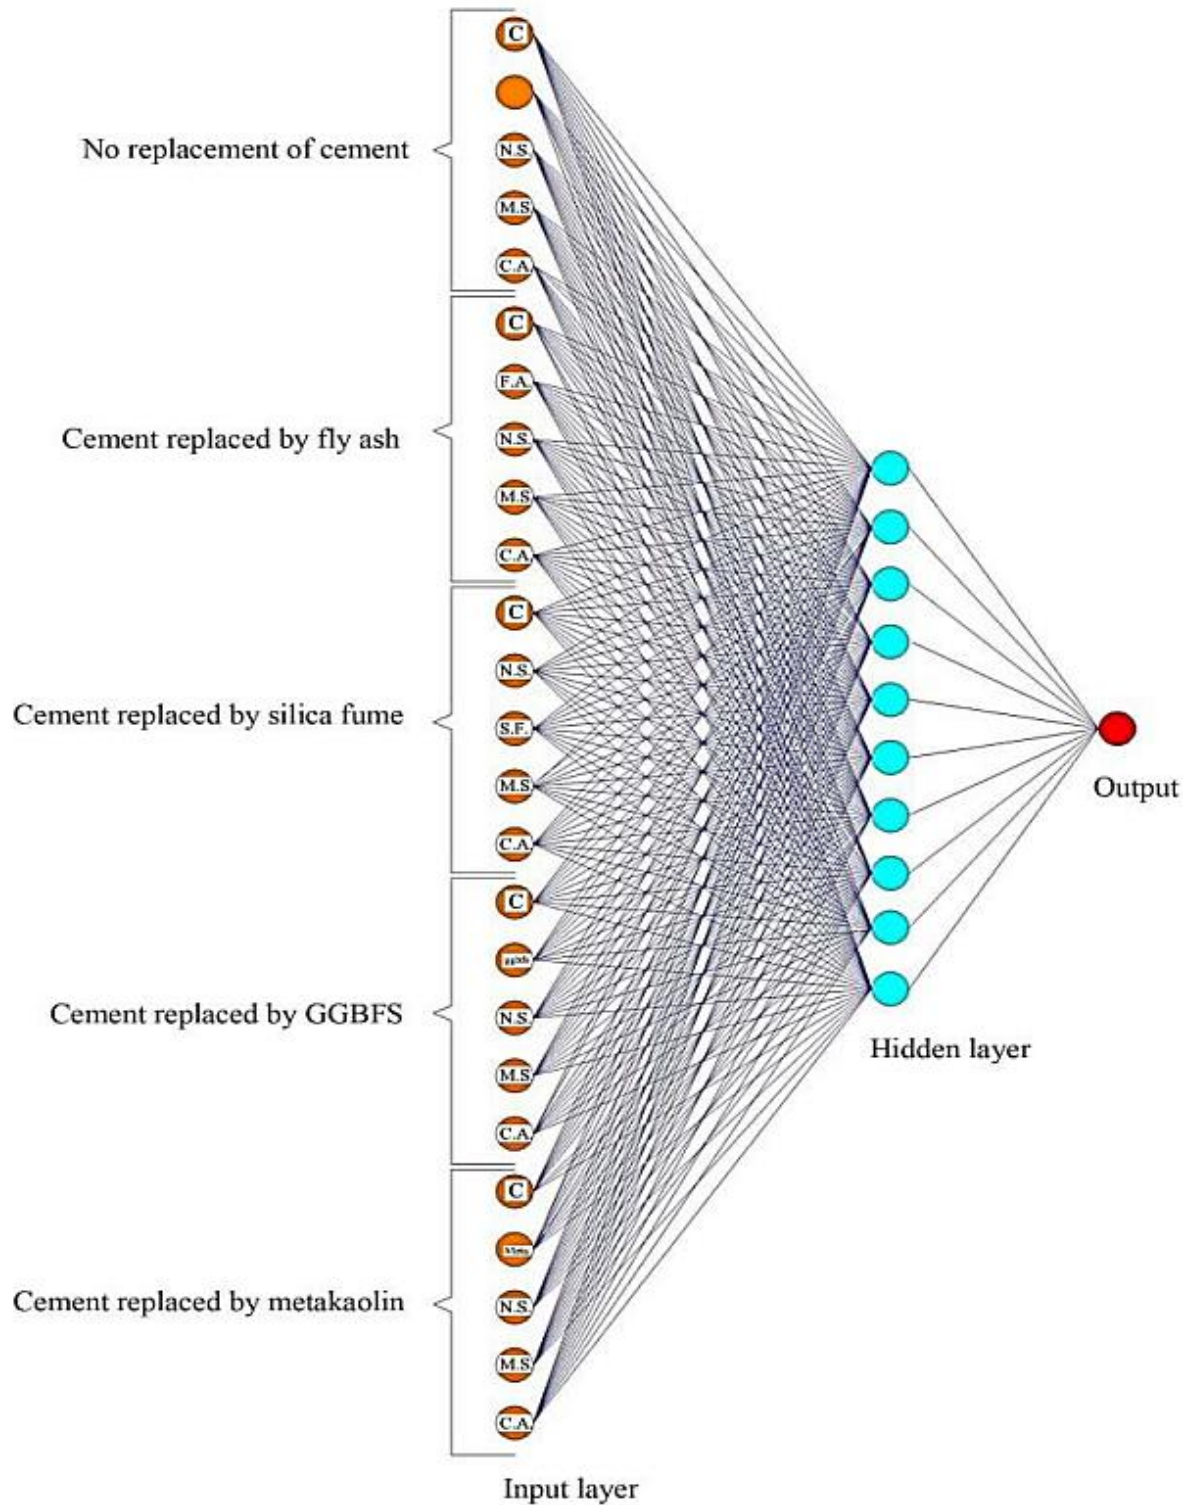 C
N.S.
M.S.
C.A.
No replacement of cement
C
F.A.
N.S.
M.S
C.A.
Cement replaced by fly ash
C
N.S.
S.F.
M.S
C.A.
Cement replaced by silica fume
C
N.S.
M.S.
C.A.
Cement replaced by GGBFS
C
Meta
N.S.
M.S
C.A.
Cement replaced by metakaolin
Input layer
Hidden layer
Output